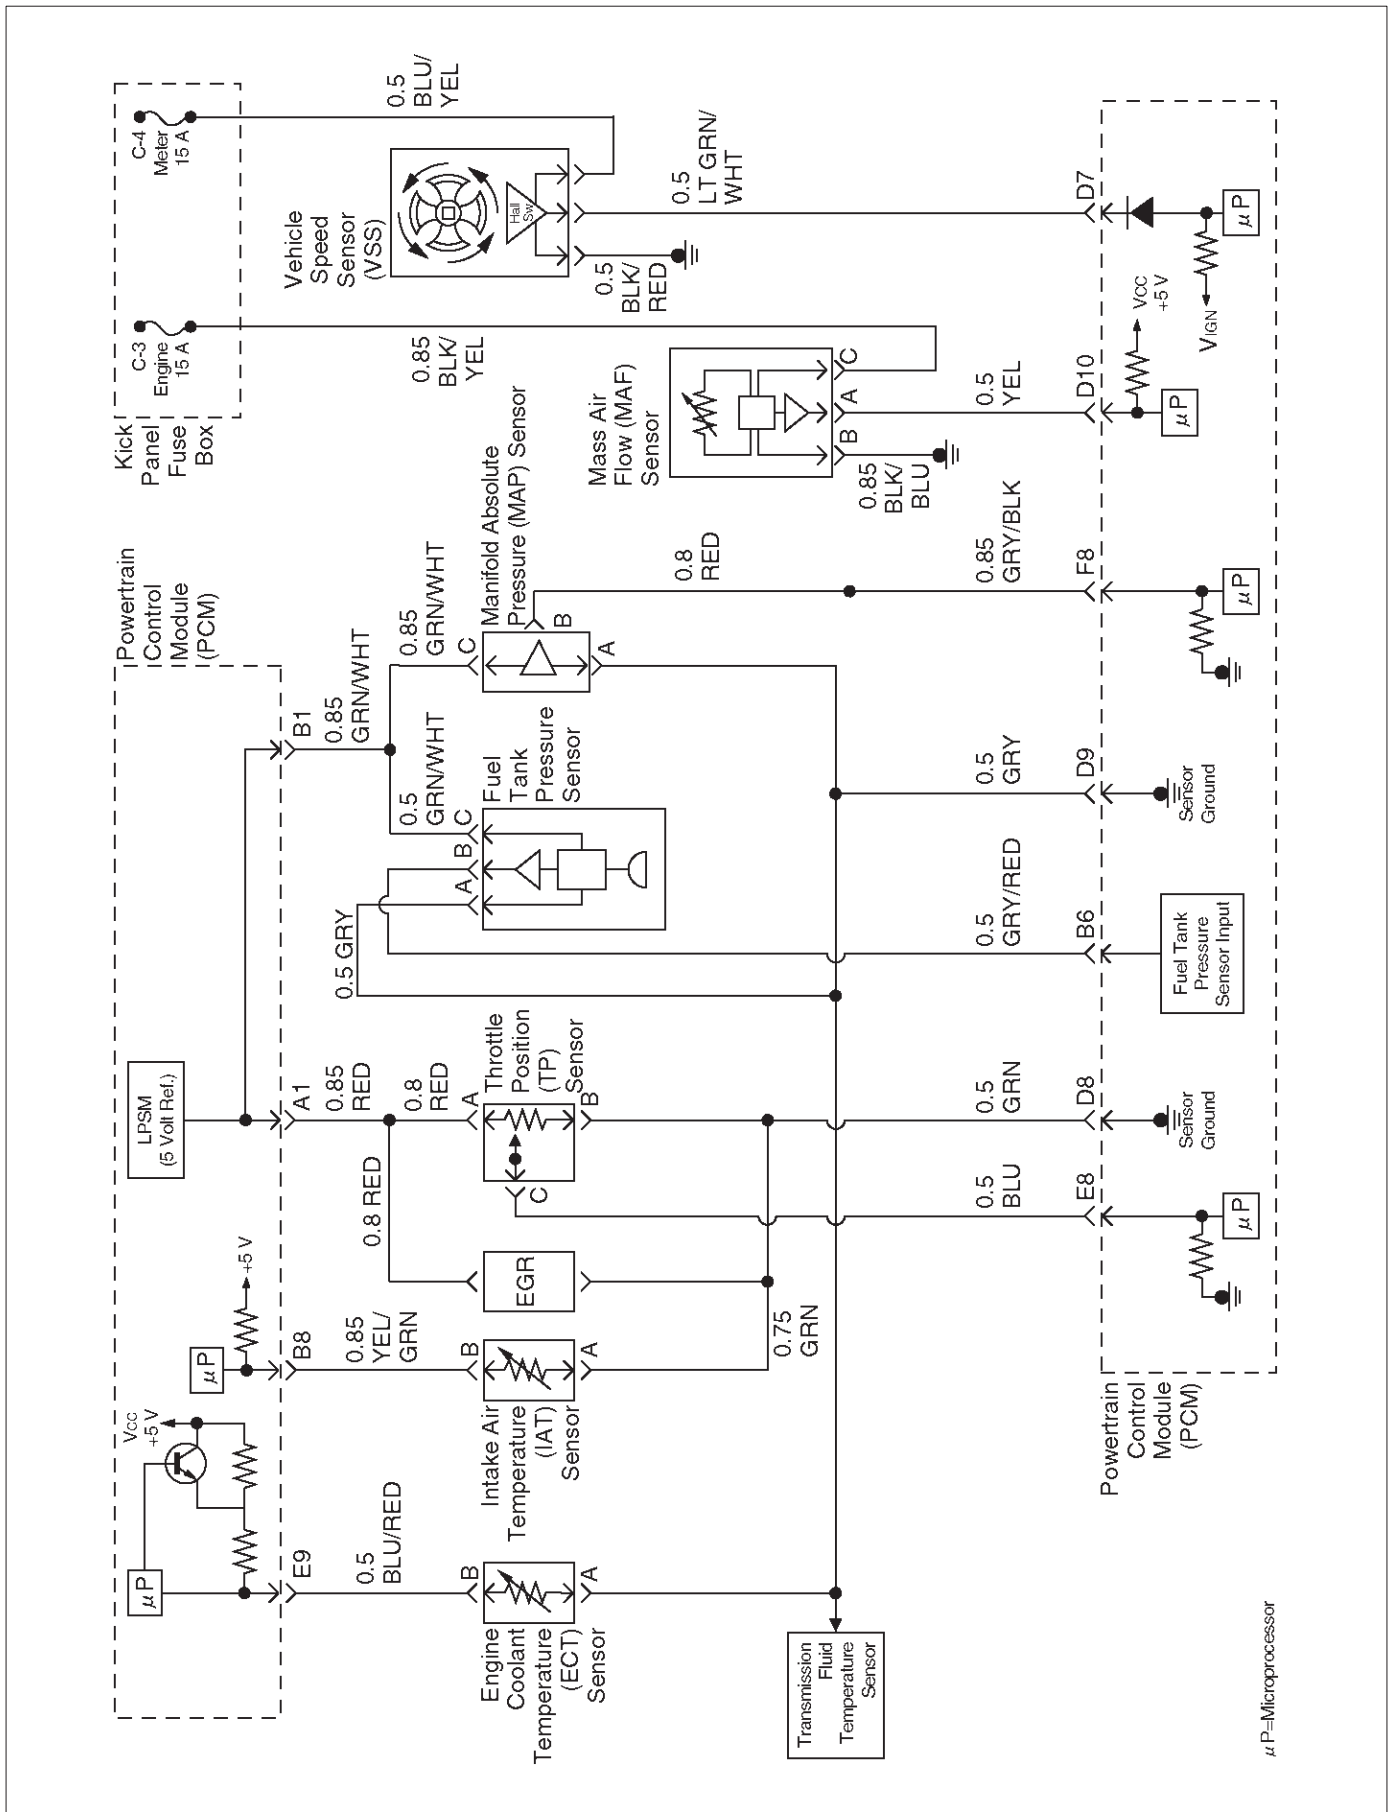 Powertrain
Control
Module
(PCM)
Kick
Panel
Fuse
Box
μ P
Vcc
+5 V
μ P
+5 V
LPSM
(5 Volt Ref.)
C-3
Engine
15 A
C-4
Meter
15 A
E9
B8
A1
B1
0.5
BLU/RED
0.85
YEL/
GRN
0.85
RED
0.8
RED
0.8 RED
0.85
GRN/WHT
0.5 GRY
0.5
GRN/WHT
0.85
GRN/WHT
0.85
BLK/
YEL
0.5
BLU/
YEL
B
B
A
A
B
C
C
Engine
Coolant
Temperature
(ECT)
Sensor
A
Intake Air
Temperature
(IAT)
Sensor
A
EGR
Throttle
Position
(TP)
Sensor
C
B
Fuel
Tank
Pressure
Sensor
Manifold Absolute
Pressure (MAP) Sensor
B
A
Vehicle
Speed
Sensor
(VSS)
Hall
Sw.
0.5
BLK/
RED
0.5
LT GRN/
WHT
Mass Air
Flow (MAF)
Sensor
B
A
C
0.85
BLK/
BLU
0.8
RED
0.75
GRN
Transmission
Fluid
Temperature
Sensor
0.5
BLU
0.5
GRN
0.5
GRY/RED
0.5
GRY
0.85
GRY/BLK
0.5
YEL
E8
D8
B6
D9
F8
D10
D7
Powertrain
Control
Module
(PCM)
μ P
Sensor
Ground
Fuel Tank
Pressure
Sensor Input
Sensor
Ground
μ P
μ P
Vcc
+5 V
VIGN
μ P
μ P=Microprocessor